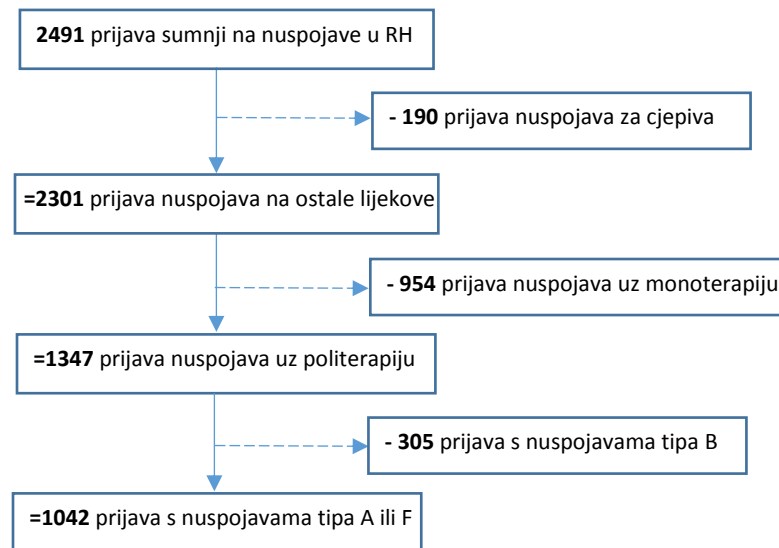 2491 prijava sumnji na nuspojave u RH
- 190 prijava nuspojava za cjepiva
=2301 prijava nuspojava na ostale lijekove
- 954 prijava nuspojava uz monoterapiju
=1347 prijava nuspojava uz politerapiju
- 305 prijava s nuspojavama tipa B
=1042 prijava s nuspojavama tipa A ili F